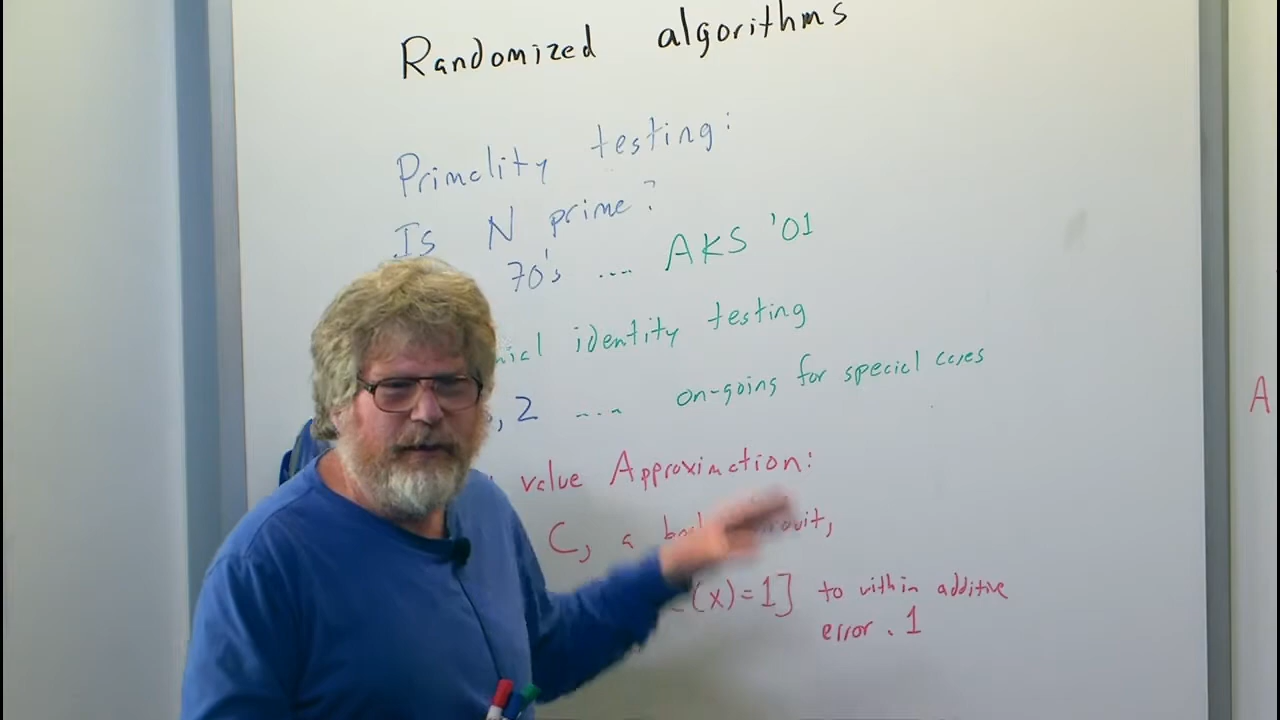 Randomized algorithms
Primality testing:
Is N prime?
70's .... AKS '01
identity testing
, 2 .... on-going for special cases
value Approximation:
C, a
(x)=1] to within additive
error .1
A